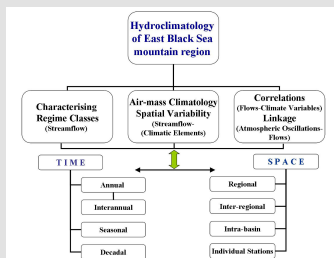 Hydroclimatology
of East Black Sea
mountain region
Characterising
Regime Classes
(Streamflow)
Air-mass Climatology
Spatial Variability
(Streamflow-
(Climatic Elements)
Correlations
(Flows-Climate Variables)
Linkage
(Atmospheric Oscillations-
Flows)
TIME
SPACE
Annual
Interannual
Seasonal
Decadal
Regional
Inter-regional
Intra-basin
Individual Stations